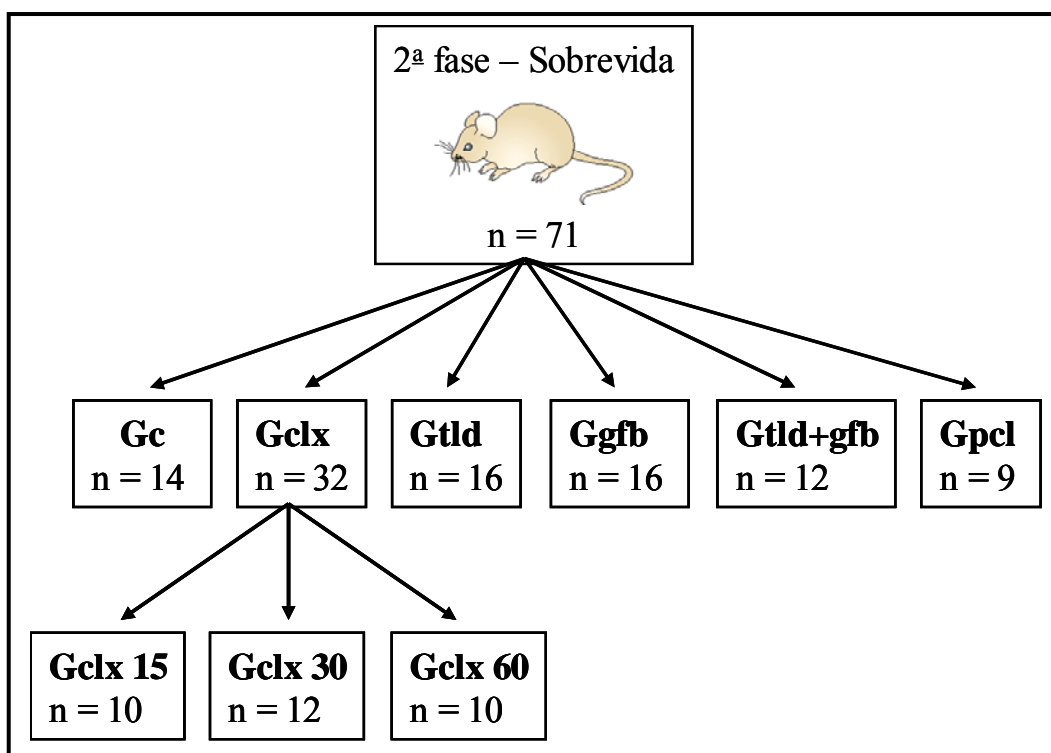 2ª fase – Sobrevida
n = 71
Gc
n = 14
Gclx
n = 32
Gtld
n = 16
Ggfb
n = 16
Gtld+gfb
n = 12
Gpcl
n = 9
Gclx 15
n = 10
Gclx 30
n = 12
Gclx 60
n = 10